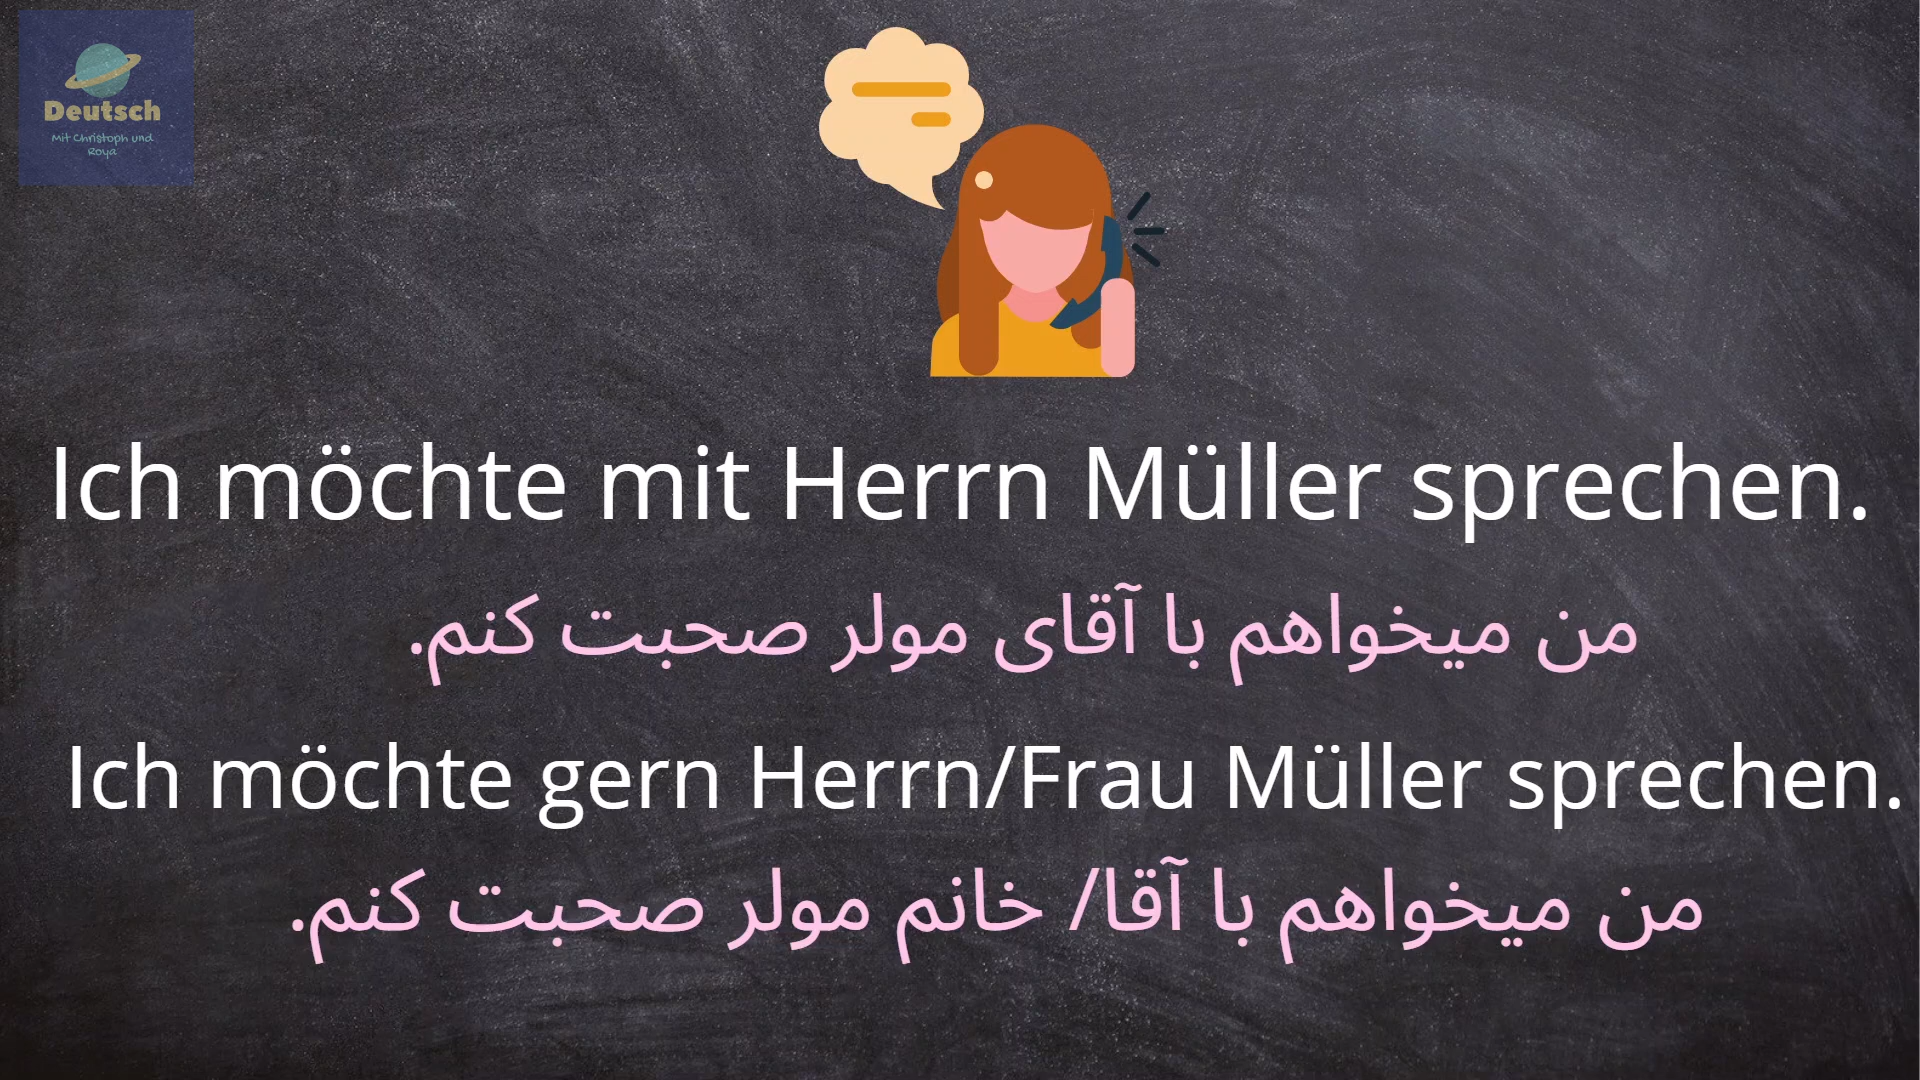 Deutsch
Mit Christoph und
Roya
Ich möchte mit Herrn Müller sprechen.
من میخواهم با آقای مولر صحبت کنم.
Ich möchte gern Herrn/Frau Müller sprechen.
من میخواهم با آقا/ خانم مولر صحبت کنم.